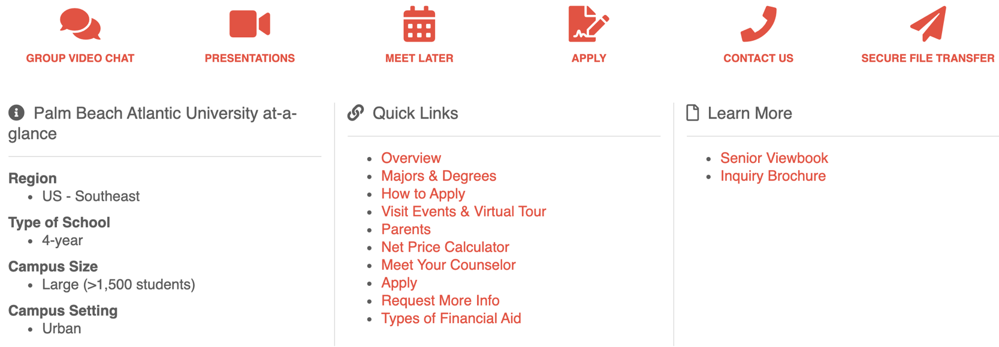 GROUP VIDEO CHAT
PRESENTATIONS
MEET LATER
APPLY
CONTACT US
SECURE FILE TRANSFER
Palm Beach Atlantic University at-a-
glance
Region
US - Southeast
Type of School
4-year
Campus Size
Large (>1,500 students)
Campus Setting
Urban
Quick Links
Overview
Majors & Degrees
How to Apply
Visit Events & Virtual Tour
Parents
Net Price Calculator
Meet Your Counselor
Apply
Request More Info
Types of Financial Aid
Learn More
Senior Viewbook
Inquiry Brochure